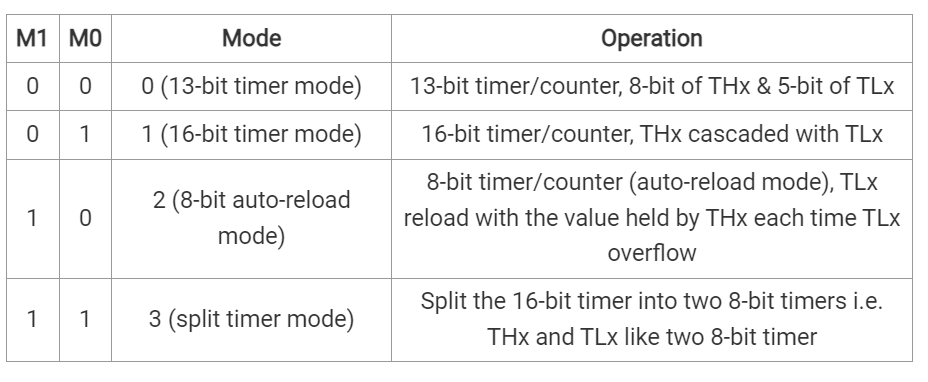 M1 M0 Mode Operation
0 0 0 (13-bit timer mode) 13-bit timer/counter, 8-bit of THx & 5-bit of TLx
0 1 1 (16-bit timer mode) 16-bit timer/counter, THx cascaded with TLx
1 0 2 (8-bit auto-reload
mode)
8-bit timer/counter (auto-reload mode), TLx
reload with the value held by THx each time TLx
overflow
1 1 3 (split timer mode)
Split the 16-bit timer into two 8-bit timers i.e.
THx and TLx like two 8-bit timer